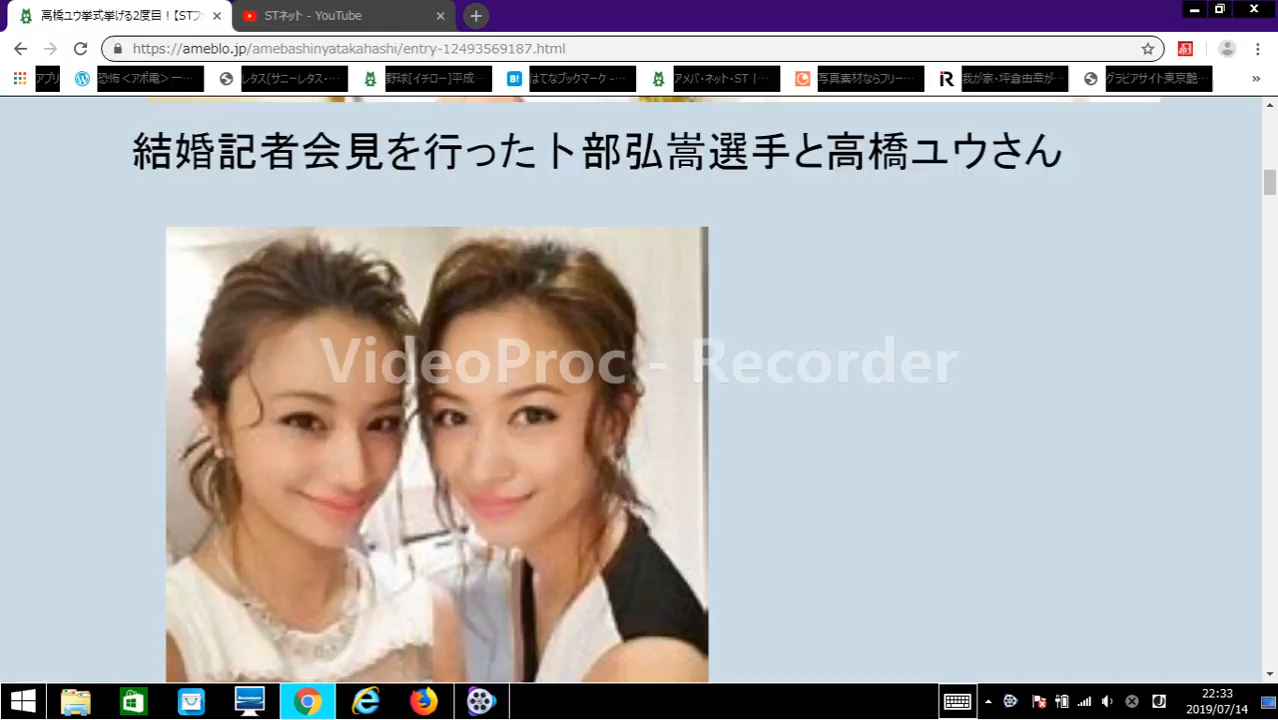 高橋ユウ挙式挙げる2度目！【STフ
STネット - YouTube
https://ameblo.jp/amebashinyatakahashi/entry-12493569187.html
アプリ
恐怖＜アポ電＞一…
レタス(サニーレタス・…
野球[イチロー]平成…
B!
はてなブックマーク -…
アメバ・ネット・ST｜…
写真素材ならフリー…
我が家・坪倉由幸が…
グラビアサイト東京艶…
»
結婚記者会見を行った卜部弘嵩選手と高橋ユウさん
VideoProc - Recorder
22:33
2019/07/14